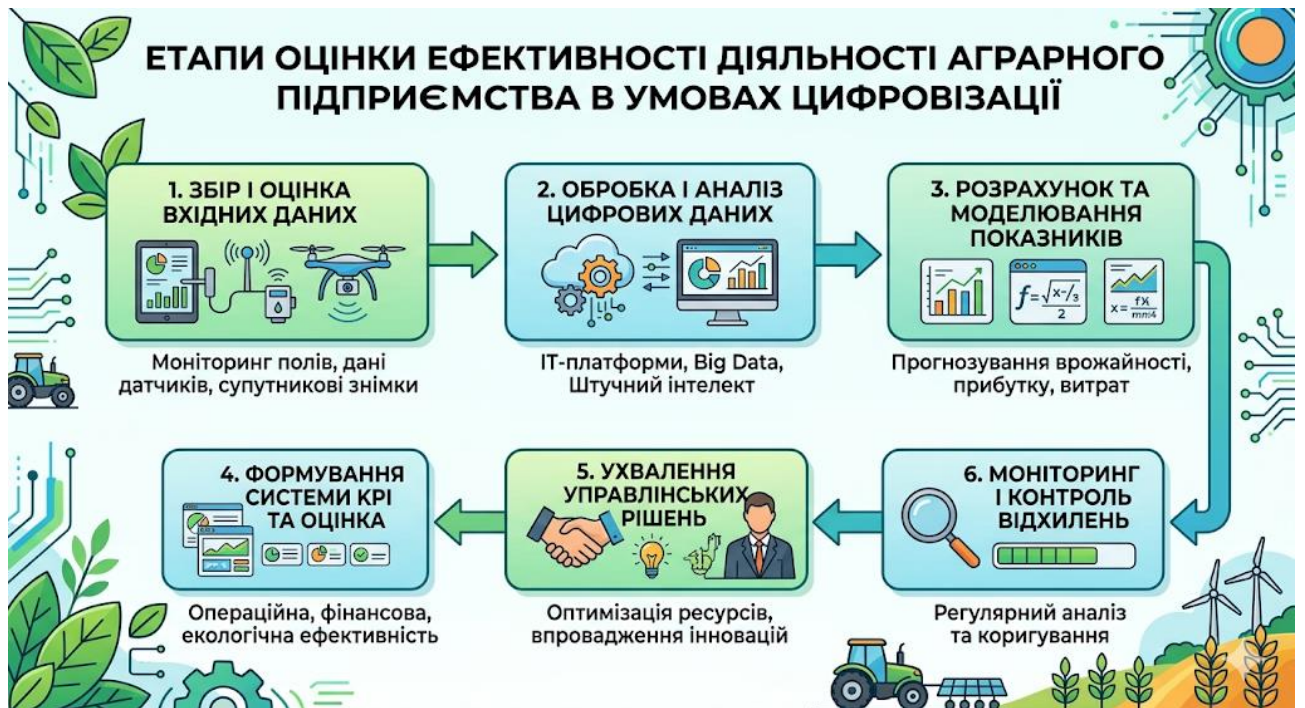 ЕТАПИ ОЦІНКИ ЕФЕКТИВНОСТІ ДІЯЛЬНОСТІ АГРАРНОГО
ПІДПРИЄМСТВА В УМОВАХ ЦИФРОВІЗАЦІЇ
1. ЗБІР І ОЦІНКА
ВХІДНИХ ДАНИХ
Моніторинг полів, дані
датчиків, супутникові знімки
2. ОБРОБКА І АНАЛІЗ
ЦИФРОВИХ ДАНИХ
ІТ-платформи, Big Data,
Штучний інтелект
3. РОЗРАХУНОК ТА
МОДЕЛЮВАННЯ
ПОКАЗНИКІВ
Прогнозування врожайності,
прибутку, витрат
4. ФОРМУВАННЯ
СИСТЕМИ KPI
ТА ОЦІНКА
Операційна, фінансова,
екологічна ефективність
5. УХВАЛЕННЯ
УПРАВЛІНСЬКИХ
РІШЕНЬ
Оптимізація ресурсів,
впровадження інновацій
6. МОНІТОРИНГ
І КОНТРОЛЬ
ВІДХИЛЕНЬ
Регулярний аналіз
та коригування